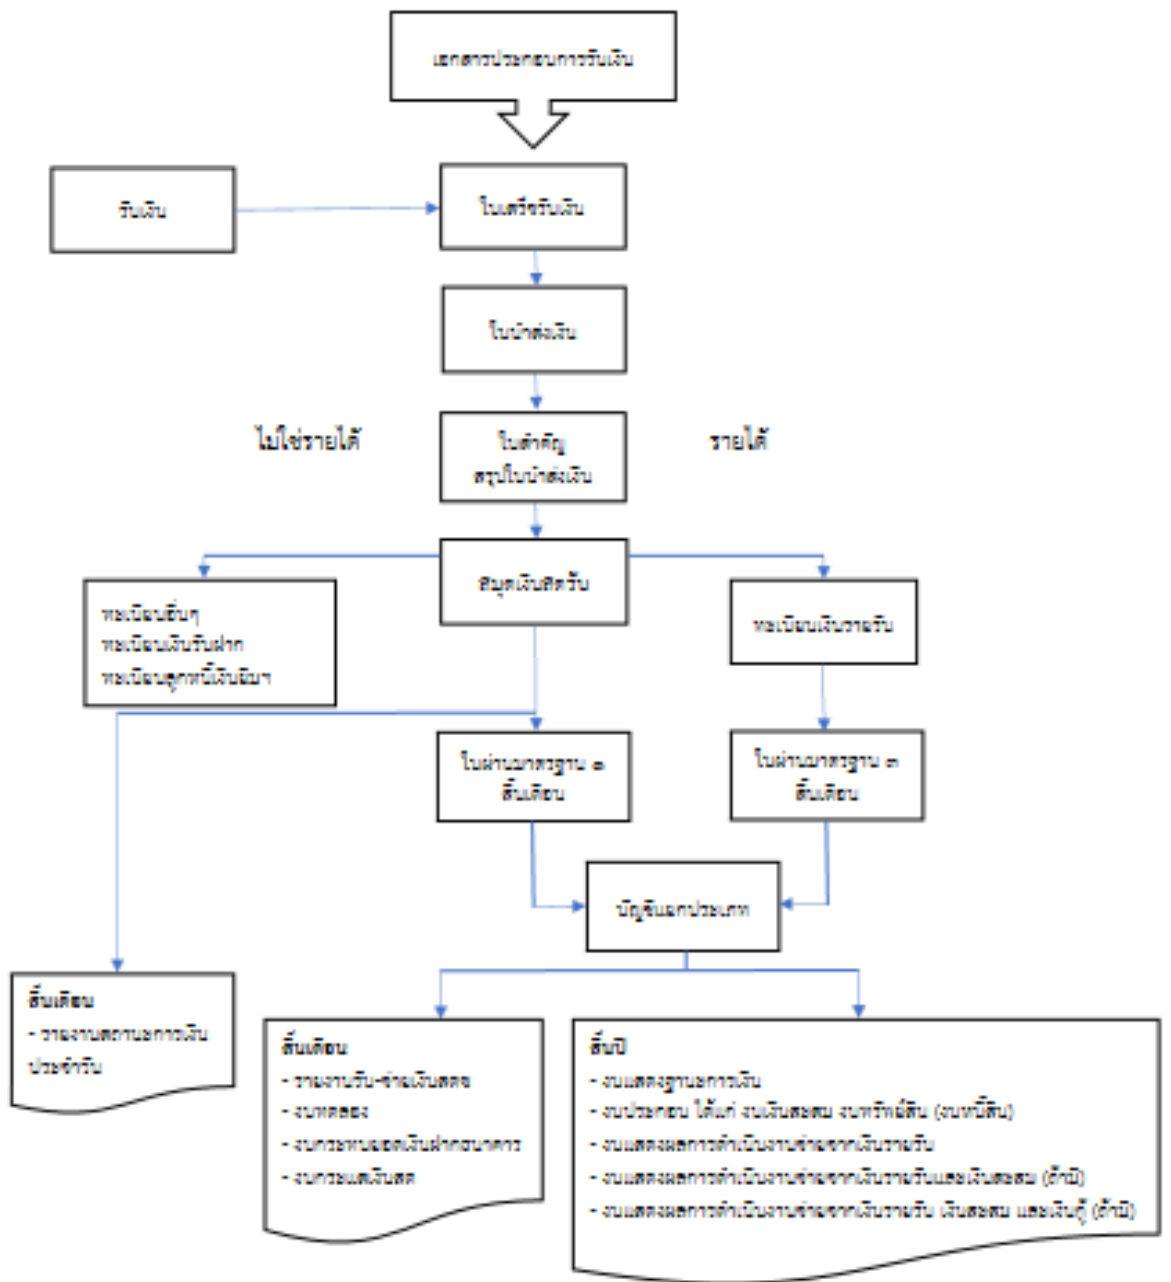 เอกสารประกอบการรับเงิน
รับเงิน
ใบเสร็จรับเงิน
ใบนำส่งเงิน
ไม่ใช่รายได้
ใบสำคัญ
สรุปใบนำส่งเงิน
รายได้
สมุดเงินสดรับ
ทะเบียนอื่นๆ
ทะเบียนเงินรับฝาก
ทะเบียนลูกหนี้เงินยืมฯ
ทะเบียนเงินรายรับ
ใบผ่านมาตรฐาน ๑
สิ้นเดือน
ใบผ่านมาตรฐาน ๓
สิ้นเดือน
บัญชีแยกประเภท
สิ้นเดือน
- รายงานสถานะการเงิน
ประจำวัน
สิ้นเดือน
- รายงานรับ-จ่ายเงินสดฯ
- งบทดลอง
- งบกระทบยอดเงินฝากธนาคาร
- งบกระแสเงินสด
สิ้นปี
- งบแสดงฐานะการเงิน
- งบประกอบ ได้แก่ งบเงินสะสม งบทรัพย์สิน (งบหนี้สิน)
- งบแสดงผลการดำเนินงานจ่ายจากเงินรายรับ
- งบแสดงผลการดำเนินงานจ่ายจากเงินรายรับและเงินสะสม (ถ้ามี)
- งบแสดงผลการดำเนินงานจ่ายจากเงินรายรับ เงินสะสม และเงินกู้ (ถ้ามี)